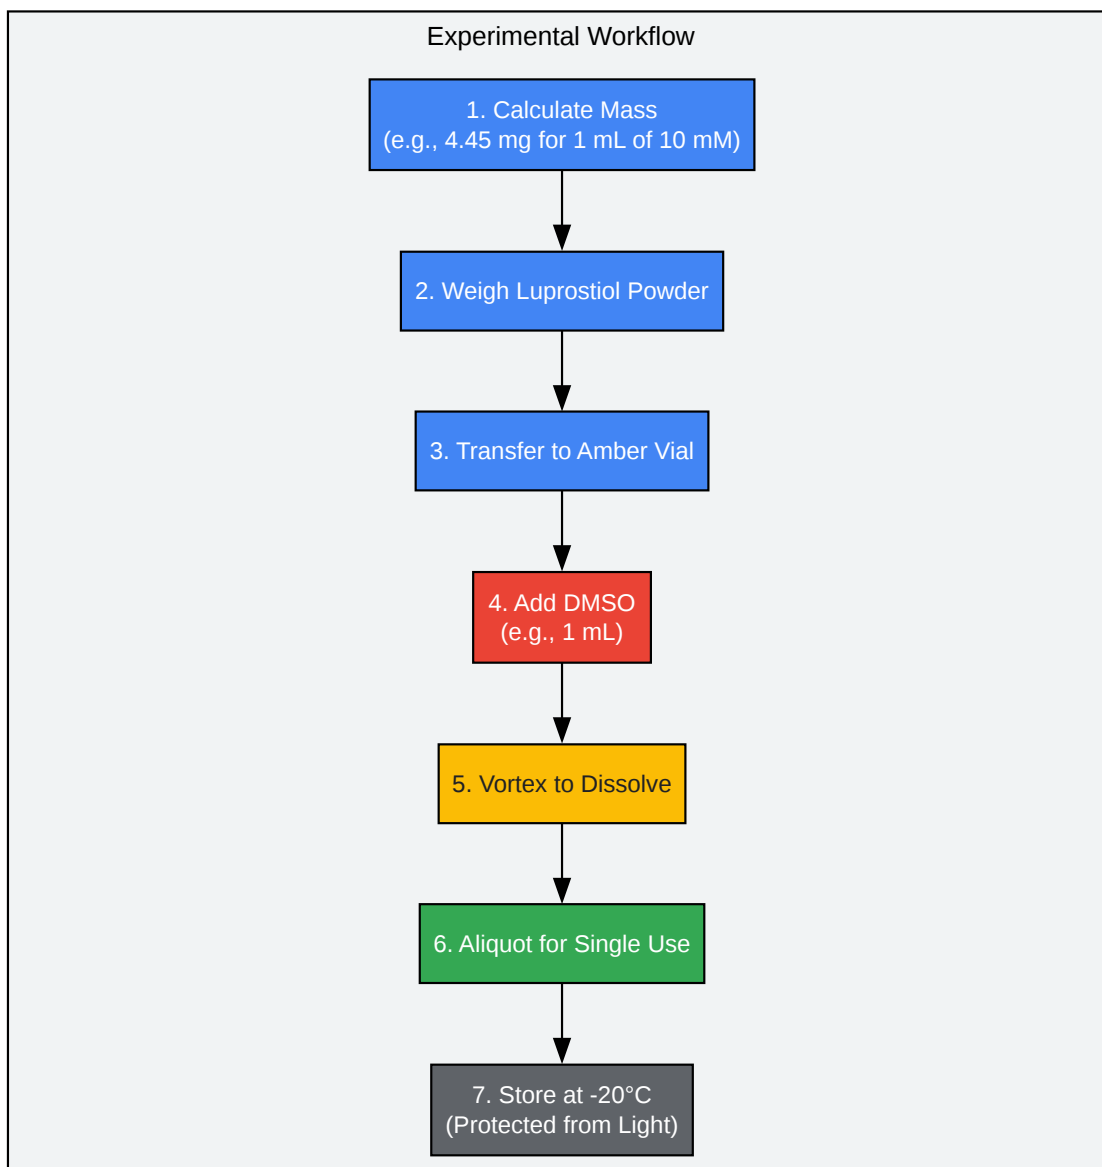 Experimental Workflow
1. Calculate Mass
(e.g., 4.45 mg for 1 mL of 10 mM)
2. Weigh Luprostiol Powder
3. Transfer to Amber Vial
4. Add DMSO
(e.g., 1 mL)
5. Vortex to Dissolve
6. Aliquot for Single Use
7. Store at -20°C
(Protected from Light)